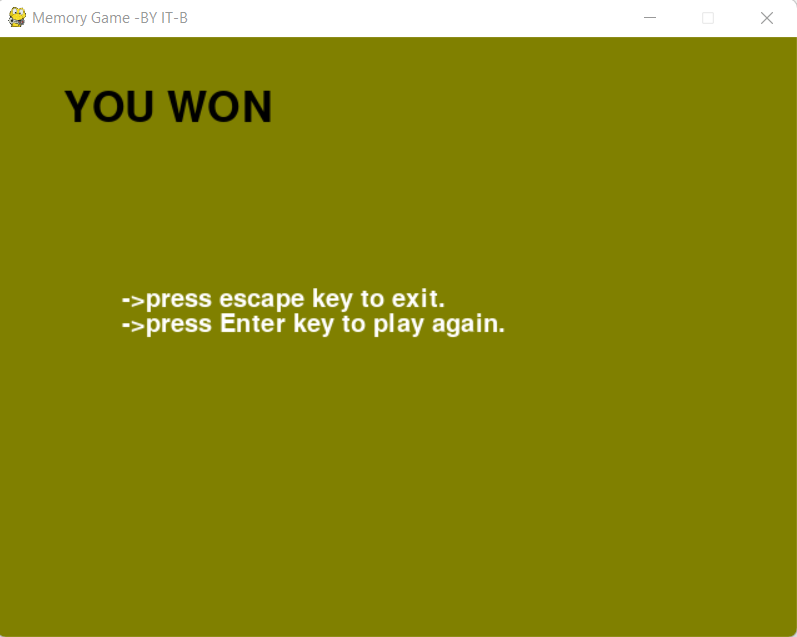 Memory Game -BY IT-B
YOU WON
->press escape key to exit.
->press Enter key to play again.